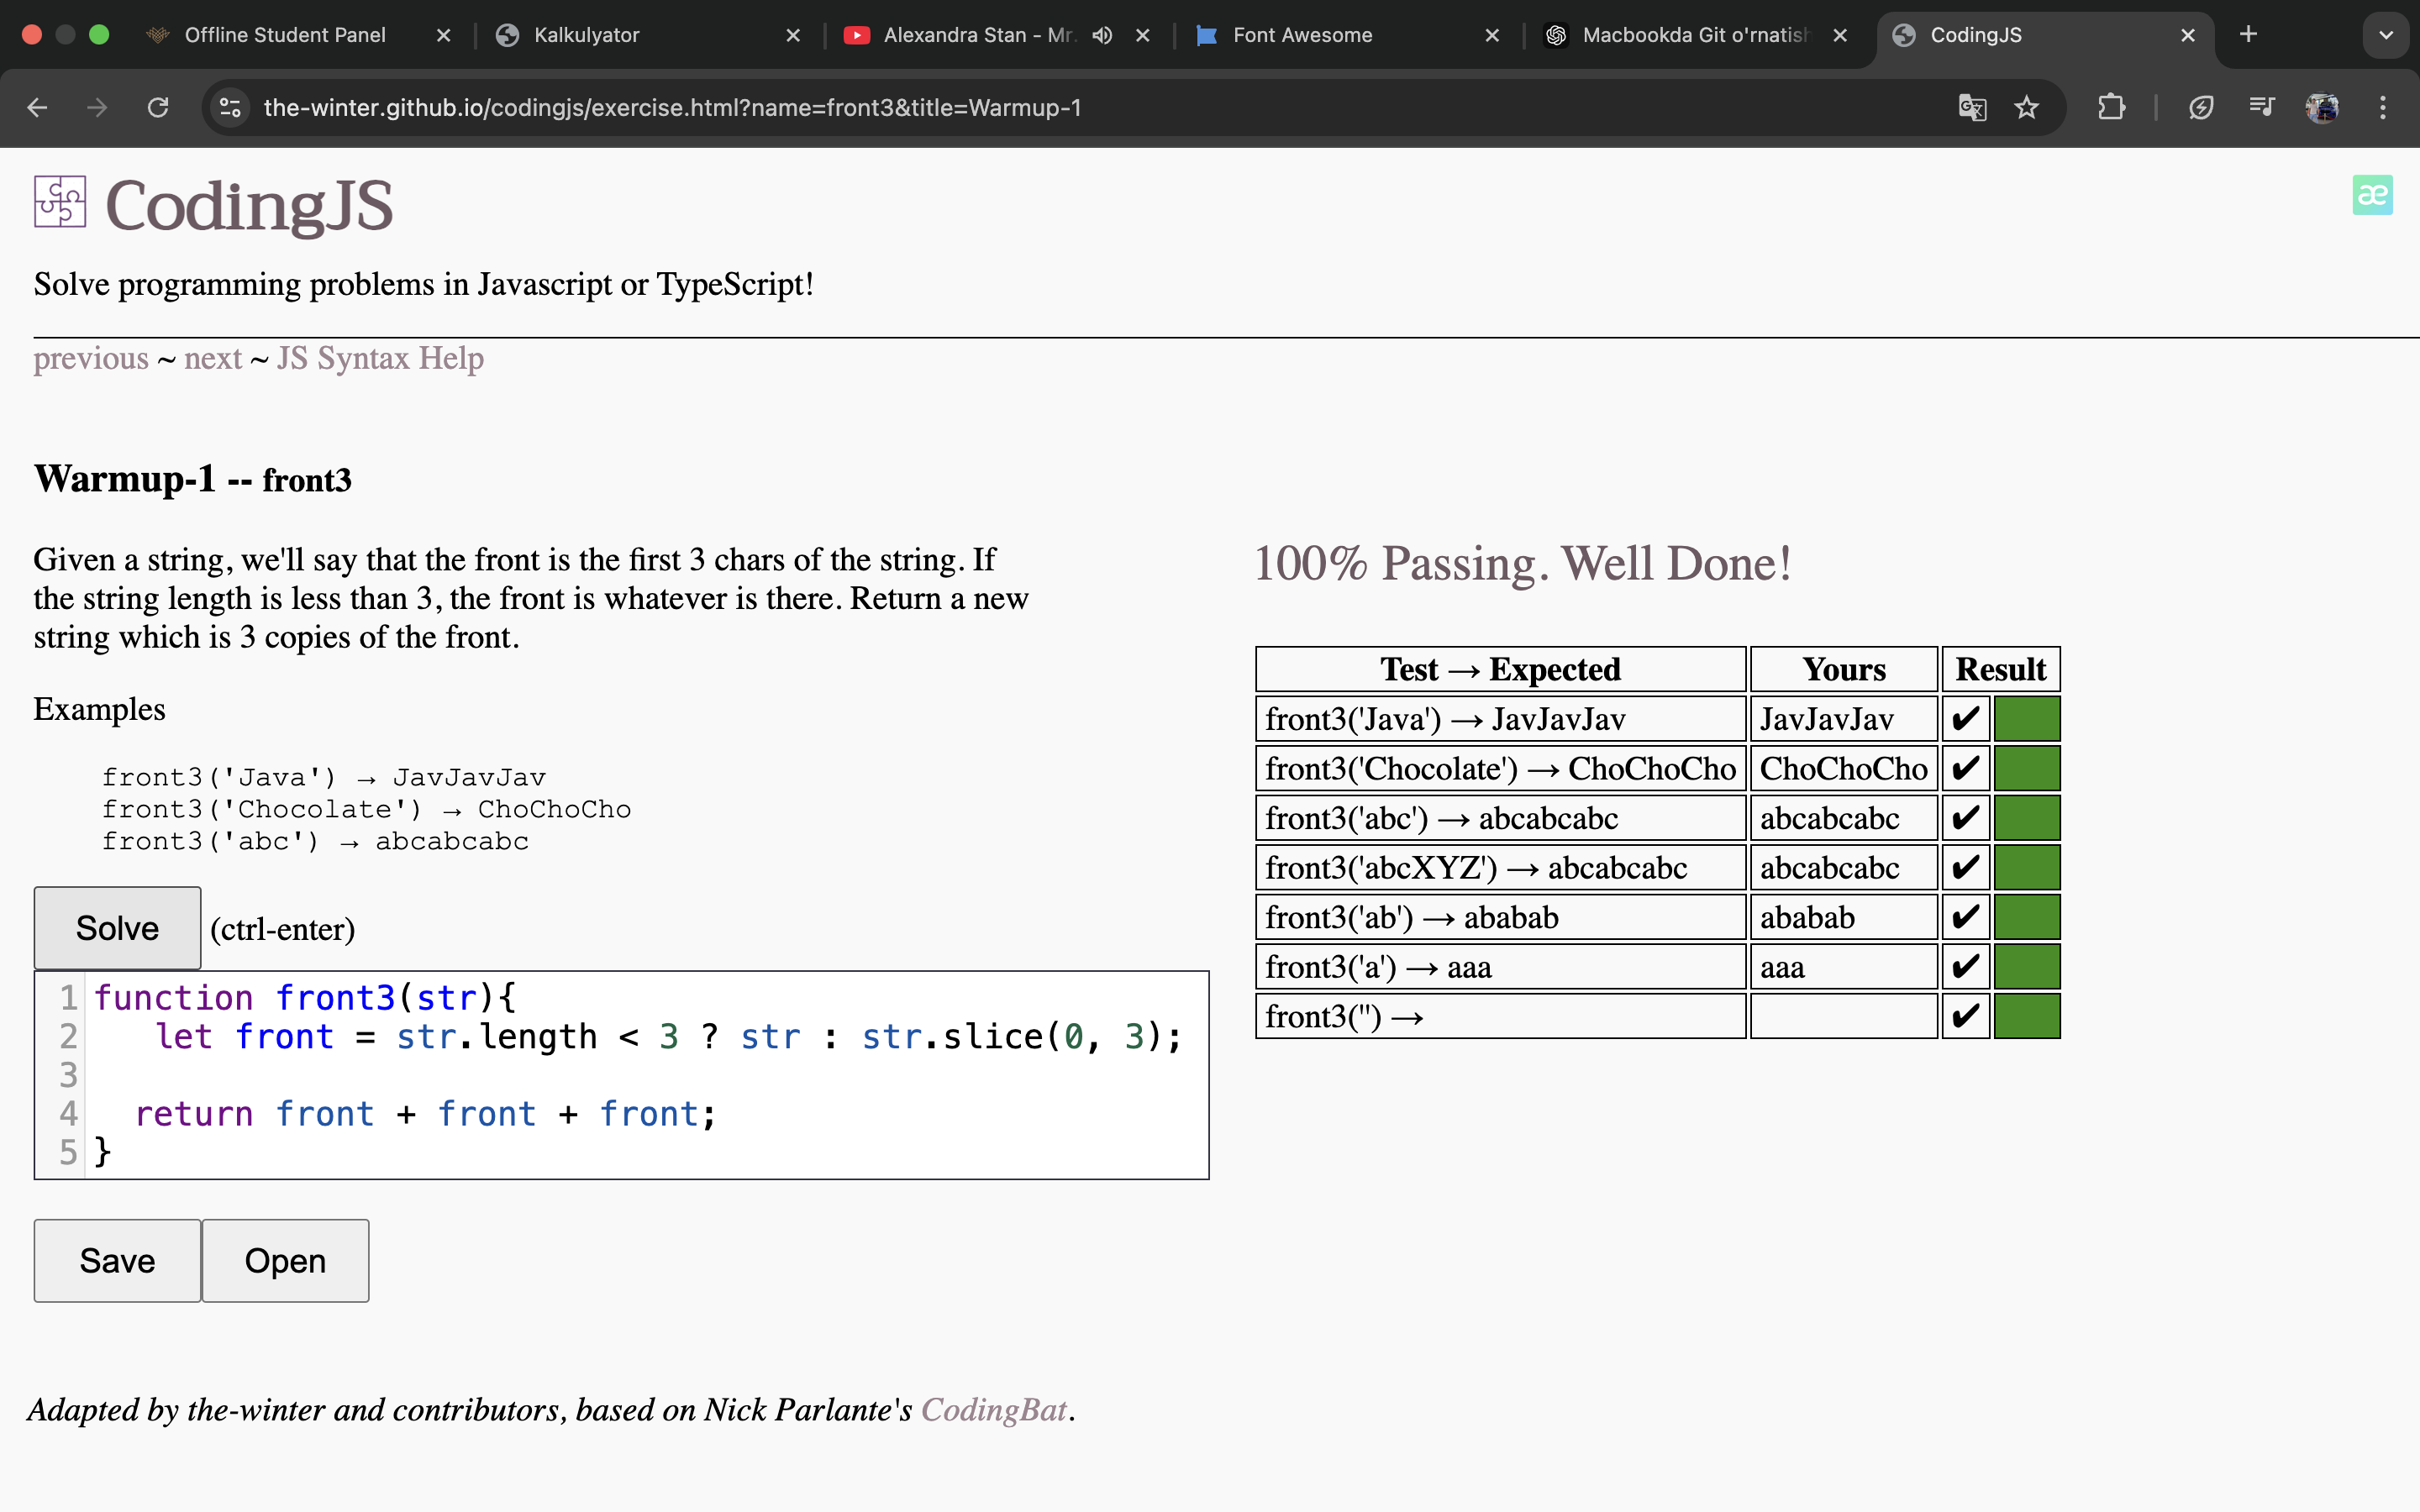 Offline Student Panel
Kalkulyator
Alexandra Stan - Mr.
Font Awesome
Macbookda Git o'rnatish
CodingJS
the-winter.github.io/codingjs/exercise.html?name=front3&title=Warmup-1
CodingJS
æ
Solve programming problems in Javascript or TypeScript!
previous ~ next ~ JS Syntax Help
Warmup-1 -- front3
Given a string, we'll say that the front is the first 3 chars of the string. If
the string length is less than 3, the front is whatever is there. Return a new
string which is 3 copies of the front.
Examples
front3('Java') → JavJavJav
front3('Chocolate') → ChoChoCho
front3('abc') → abcabcabc
Solve (ctrl-enter)
1 function front3(str){
2 let front = str.length < 3 ? str : str.slice(0, 3);
3
4 return front + front + front;
5 }
Save Open
100% Passing. Well Done!
Test → Expected Yours Result
front3('Java') → JavJavJav JavJavJav ✔
front3('Chocolate') → ChoChoCho ChoChoCho ✔
front3('abc') → abcabcabc abcabcabc ✔
front3('abcXYZ') → abcabcabc abcabcabc ✔
front3('ab') → ababab ababab ✔
front3('a') → aaa aaa ✔
front3('') → ✔
Adapted by the-winter and contributors, based on Nick Parlante's CodingBat.